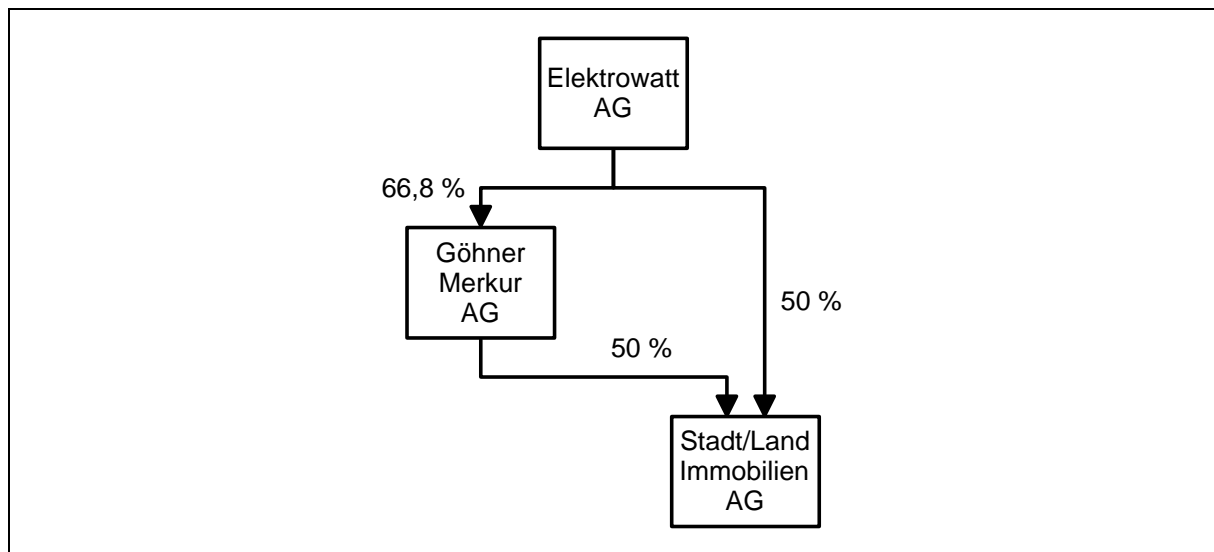 Elektrowatt
AG
66,8 %
Göhner
Merkur
AG
50 %
50 %
Stadt/Land
Immobilien
AG